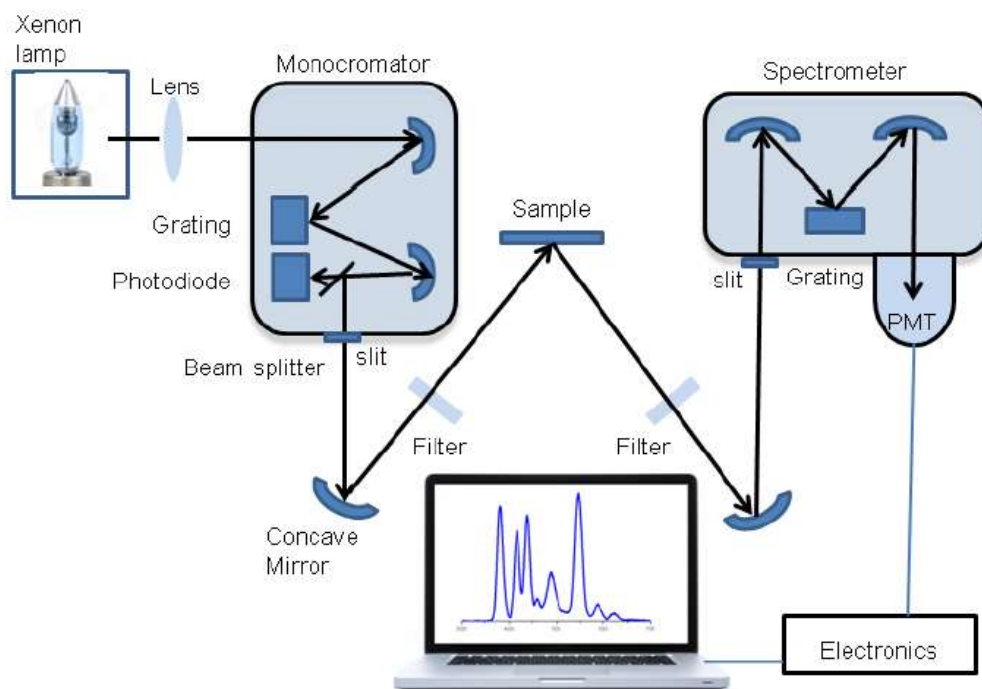 Xenon
lamp
Lens
Monocromator
Spectrometer
Grating
Sample
Photodiode
slit
Grating
PMT
Beam splitter
slit
Filter
Filter
Concave
Mirror
Electronics